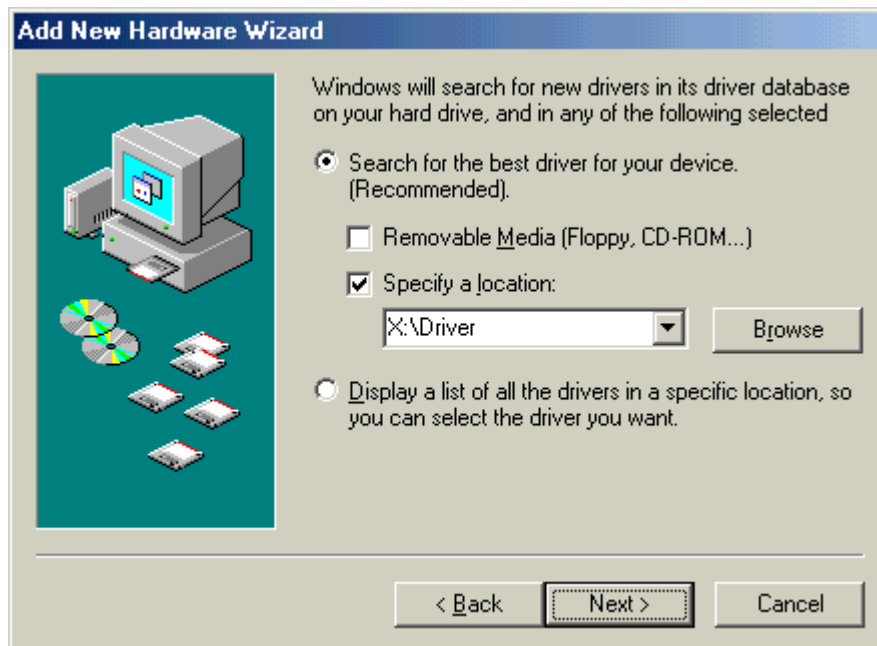 Add New Hardware Wizard
Windows will search for new drivers in its driver database
on your hard drive, and in any of the following selected
Search for the best driver for your device.
(Recommended).
Removable Media (Floppy, CD-ROM...)
Specify a location:
X:\Driver
Browse
Display a list of all the drivers in a specific location, so
you can select the driver you want.
< Back
Next >
Cancel